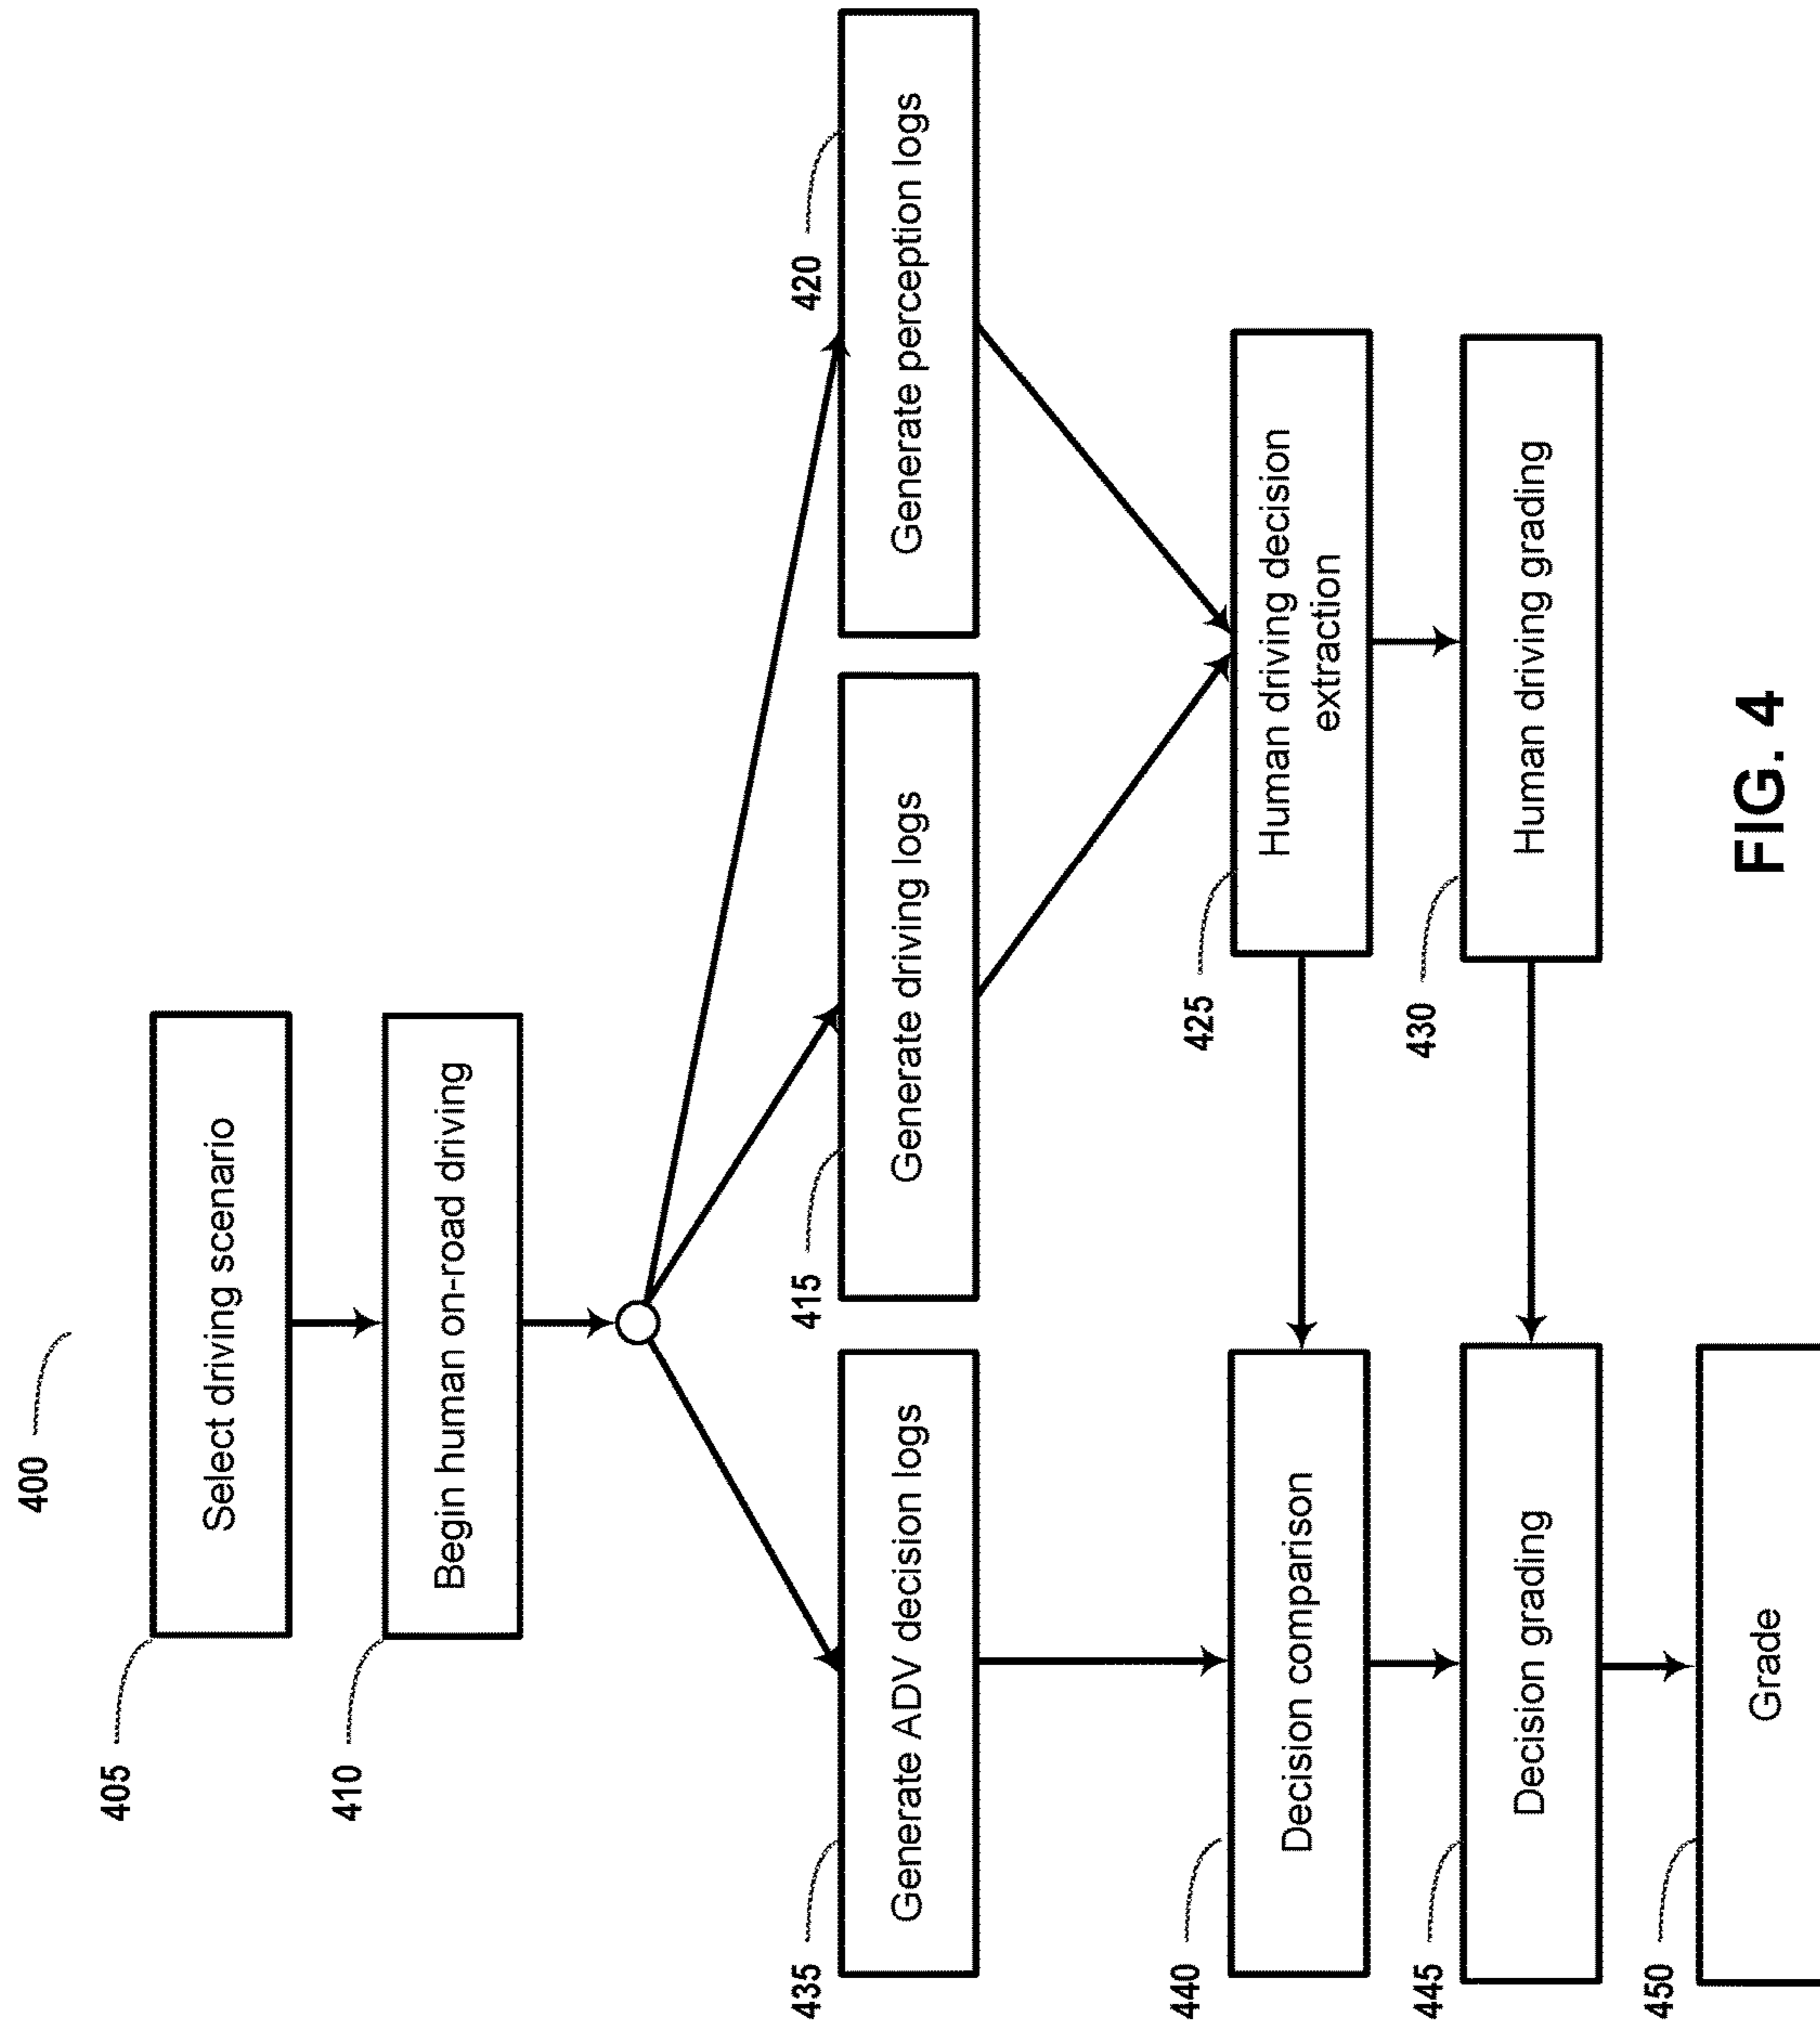 400
405
Select driving scenario
410
Begin human on-road driving
435
Generate ADV decision logs
415
Generate driving logs
420
Generate perception logs
440
Decision comparison
425
Human driving decision
extraction
445
Decision grading
430
Human driving grading
450
Grade
FIG. 4